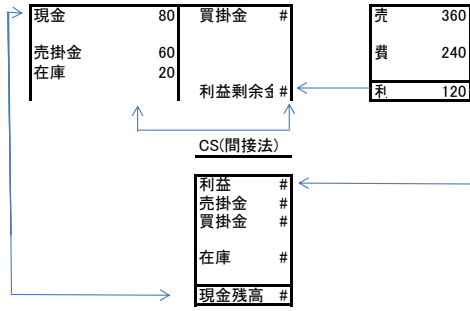 現金 80 買掛金 # 売 360
売掛金 60 費 240
在庫 20
利益剰余金 # 利 120
CS(間接法)
利益 #
売掛金 #
買掛金 #
在庫 #
現金残高 #